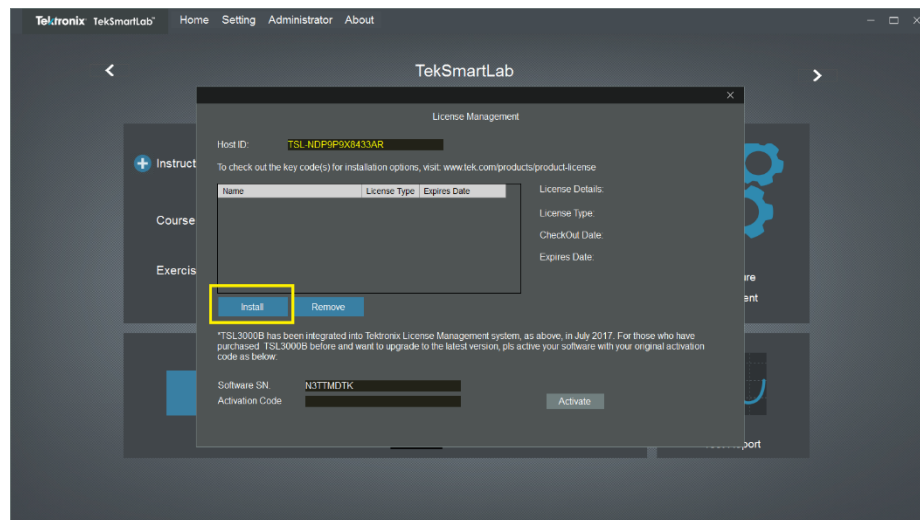 Tektronix TekSmartLab™ Home Setting Administrator About
TekSmartLab
License Management
Host ID: TSL-NDP9P9X8433AR
Instruct
To check out the key code(s) for installation options, visit: www.tek.com/products/product-license
Name License Type Expires Date
License Details:
License Type:
Course
CheckOut Date:
Expires Date:
Exercis
Install Remove
*TSL3000B has been integrated into Tektronix License Management system, as above, in July 2017. For those who have
purchased TSL3000B before and want to upgrade to the latest version, pls active your software with your original activation
code as below:
Software SN. N3TTMDTK
Activation Code Activate